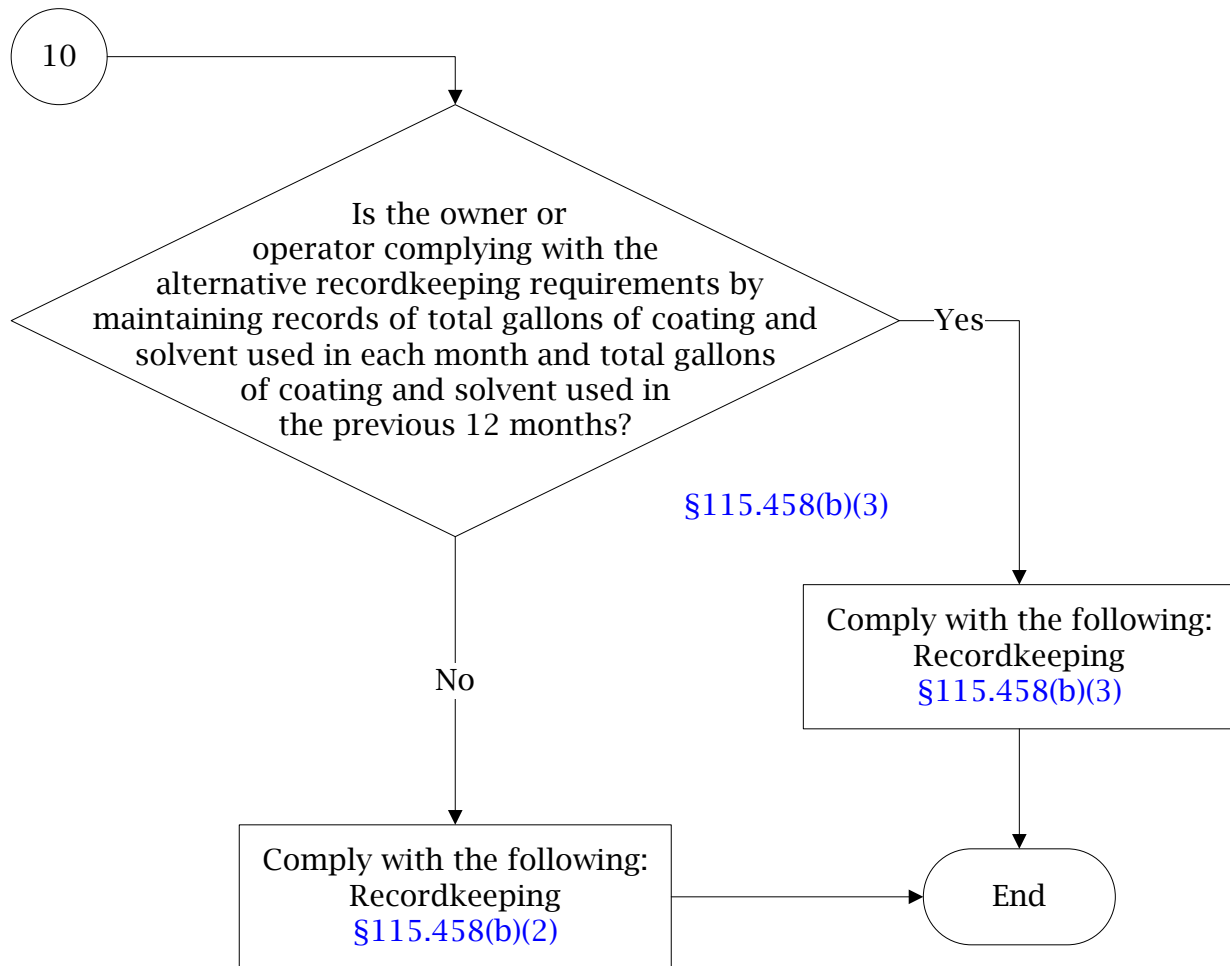 10
Is the owner or
operator complying with the
alternative recordkeeping requirements by
maintaining records of total gallons of coating and
solvent used in each month and total gallons
of coating and solvent used in
the previous 12 months?
Yes
§115.458(b)(3)
Comply with the following:
Recordkeeping
§115.458(b)(3)
No
Comply with the following:
Recordkeeping
§115.458(b)(2)
End